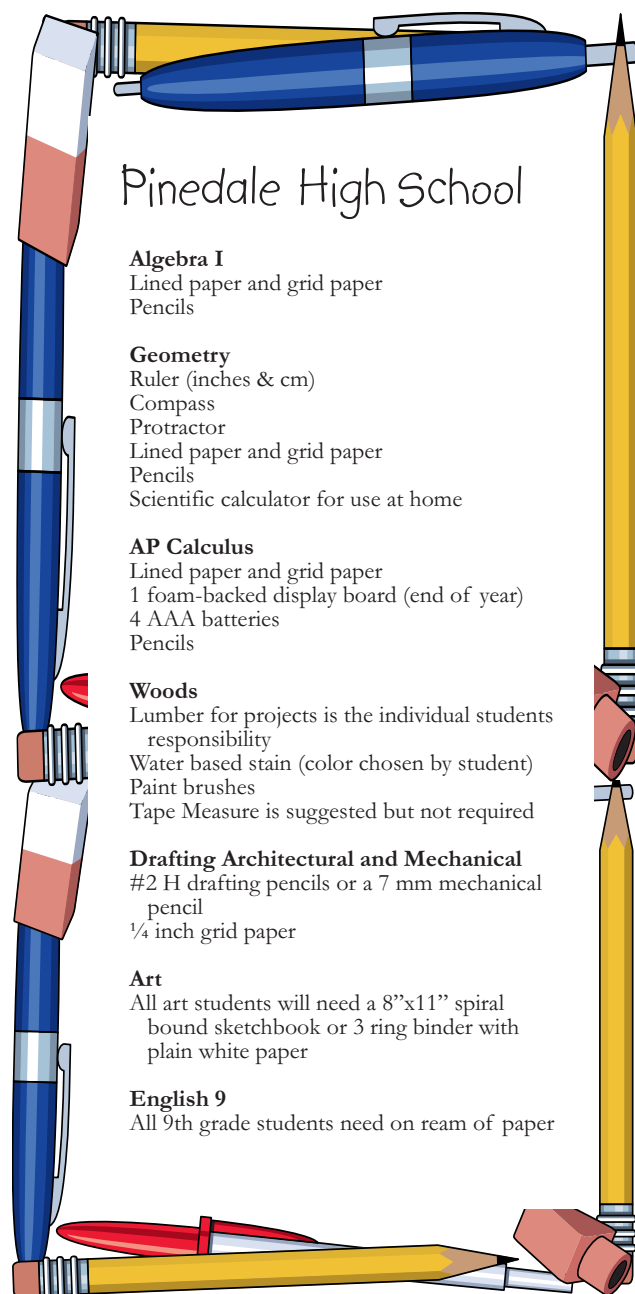 Pinedale High School
Algebra I
Lined paper and grid paper
Pencils
Geometry
Ruler (inches & cm)
Compass
Protractor
Lined paper and grid paper
Pencils
Scientific calculator for use at home
AP Calculus
Lined paper and grid paper
1 foam-backed display board (end of year)
4 AAA batteries
Pencils
Woods
Lumber for projects is the individual students
responsibility
Water based stain (color chosen by student)
Paint brushes
Tape Measure is suggested but not required
Drafting Architectural and Mechanical
#2 H drafting pencils or a 7 mm mechanical
pencil
¼ inch grid paper
Art
All art students will need a 8”x11” spiral
bound sketchbook or 3 ring binder with
plain white paper
English 9
All 9th grade students need on ream of paper